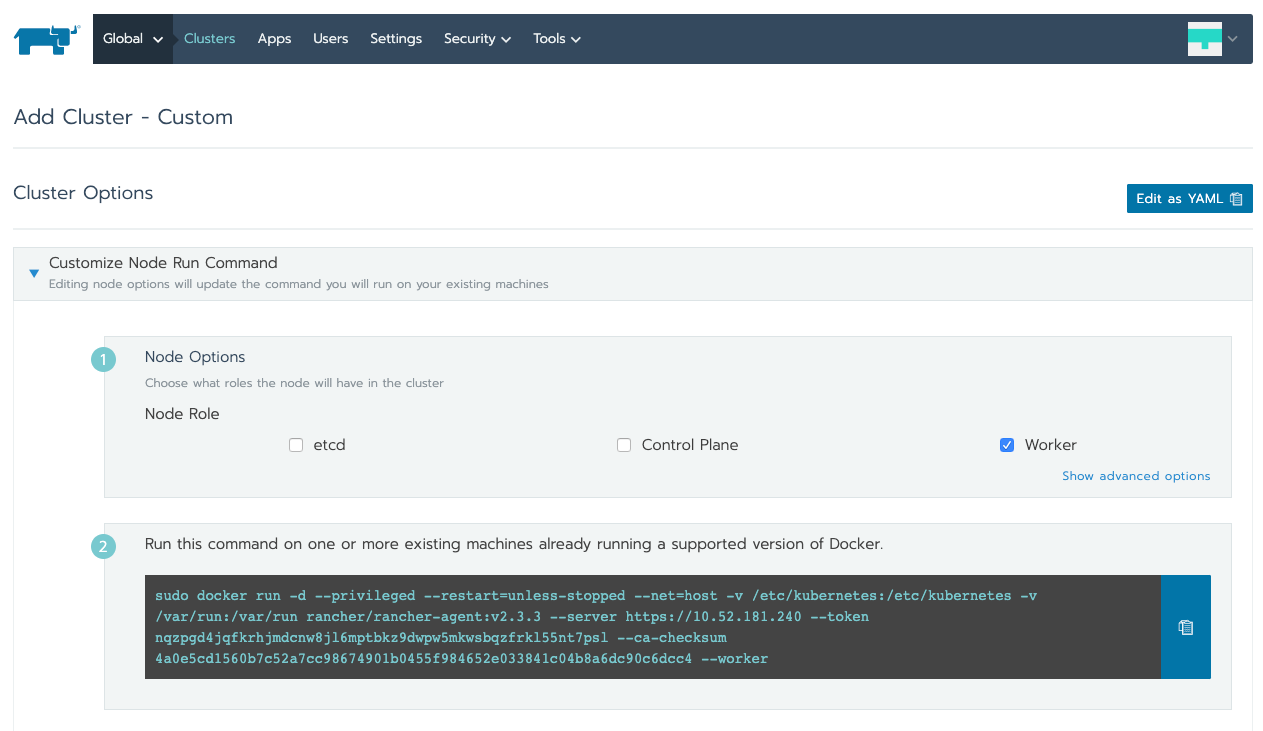 Global Clusters Apps Users Settings Security Tools
Add Cluster - Custom
Cluster Options
Edit as YAML
Customize Node Run Command
Editing node options will update the command you will run on your existing machines
1 Node Options
Choose what roles the node will have in the cluster
Node Role
etcd Control Plane Worker
Show advanced options
2 Run this command on one or more existing machines already running a supported version of Docker.
sudo docker run -d --privileged --restart=unless-stopped --net=host -v /etc/kubernetes:/etc/kubernetes -v
/var/run:/var/run rancher/rancher-agent:v2.3.3 --server https://10.52.181.240 --token
nqzpgd4jqfkrhjmdcnw8jl6mptbkz9dwpw5mkwsbqzfrkl55nt7psl --ca-checksum
4a0e5cd1560b7c52a7cc98674901b0455f984652e033841c04b8a6dc90c6dcc4 --worker